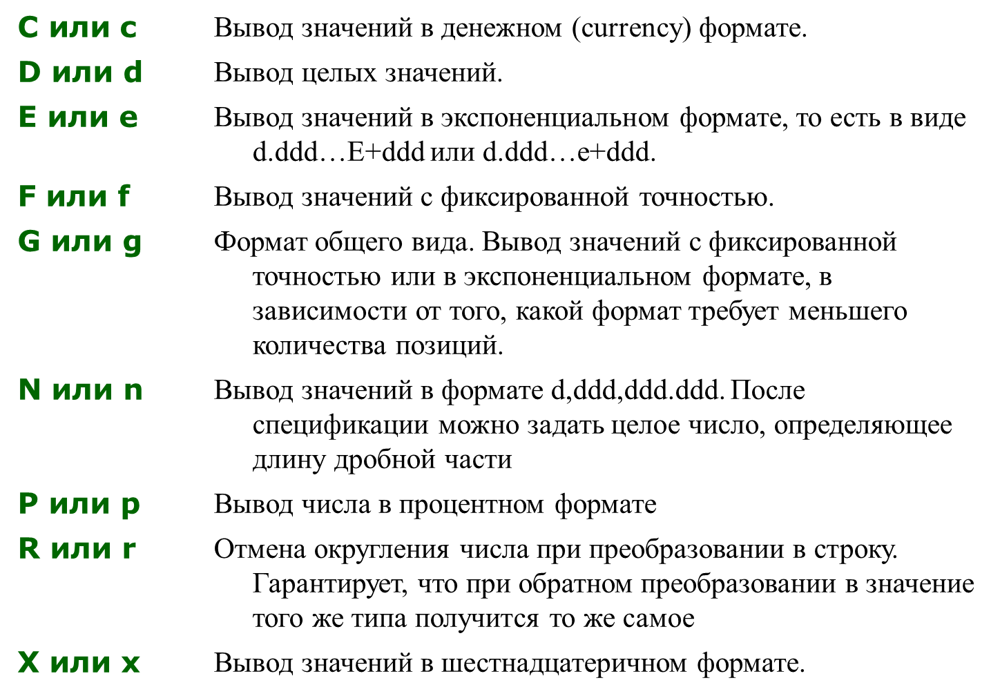 C или c Вывод значений в денежном (currency) формате.
D или d Вывод целых значений.
E или e Вывод значений в экспоненциальном формате, то есть в виде
d.ddd…E+ddd или d.ddd…e+ddd.
F или f Вывод значений с фиксированной точностью.
G или g Формат общего вида. Вывод значений с фиксированной
точностью или в экспоненциальном формате, в
зависимости от того, какой формат требует меньшего
количества позиций.
N или n Вывод значений в формате d,ddd,ddd.ddd. После
спецификации можно задать целое число, определяющее
длину дробной части
P или p Вывод числа в процентном формате
R или r Отмена округления числа при преобразовании в строку.
Гарантирует, что при обратном преобразовании в значение
того же типа получится то же самое
X или x Вывод значений в шестнадцатеричном формате.